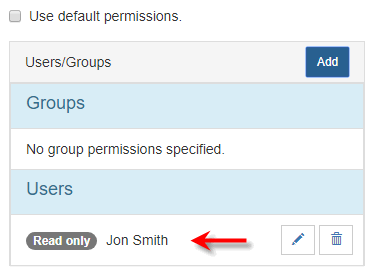 Use default permissions.
Users/Groups Add
Groups
No group permissions specified.
Users
Read only Jon Smith